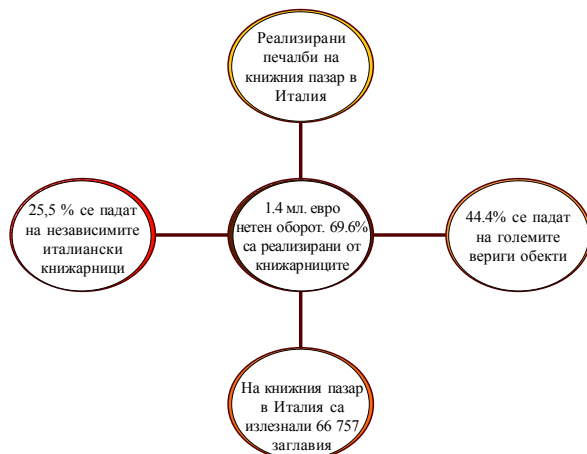 Реализирани
печалби на
книжния пазар в
Италия
25,5 % се падат
на независимите
италиански
книжарници
1.4 мл. евро
нетен оборот. 69.6%
са реализирани от
книжарниците
44.4% се падат
на големите
вериги обекти
На книжния пазар
в Италия са
излезнали 66 757
заглавия